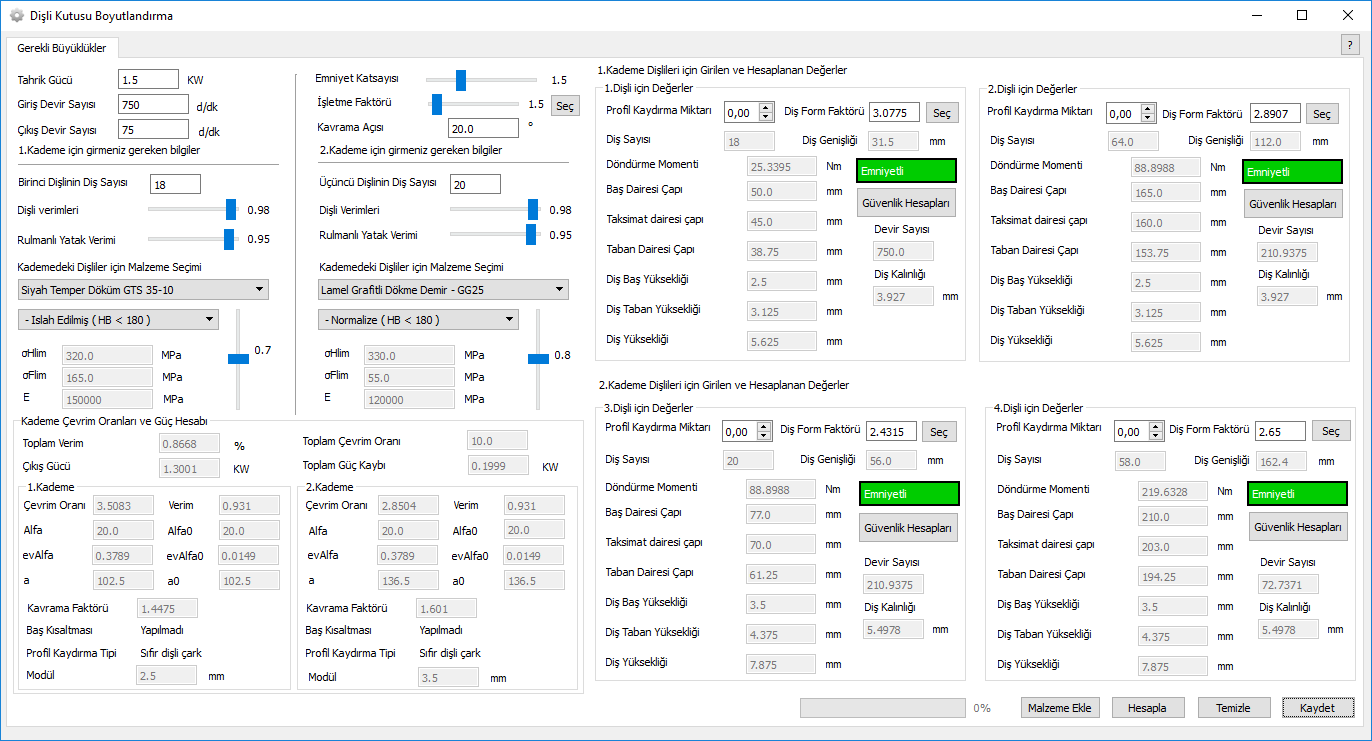 Dişli Kutusu Boyutlandırma
Gerekli Büyüklükler
?
Tahrik Gücü 1.5 KW
Giriş Devir Sayısı 750 d/dk
Çıkış Devir Sayısı 75 d/dk
1.Kademe için girmeniz gereken bilgiler
Birinci Dişlinin Diş Sayısı 18
Dişli verimleri 0.98
Rulmanlı Yatak Verimi 0.95
Kademedeki Dişliler için Malzeme Seçimi
Siyah Temper Döküm GTS 35-10
- Islah Edilmiş ( HB < 180 )
0.7
σHlim 320.0 MPa
σFlim 165.0 MPa
E 150000 MPa
Emniyet Katsayısı 1.5
İşletme Faktörü 1.5 Seç
Kavrama Açısı 20.0 °
2.Kademe için girmeniz gereken bilgiler
Üçüncü Dişlinin Diş Sayısı 20
Dişli Verimleri 0.98
Rulmanlı Yatak Verimi 0.95
Kademedeki Dişliler için Malzeme Seçimi
Lamel Grafitli Dökme Demir - GG25
- Normalize ( HB < 180 )
0.8
σHlim 330.0 MPa
σFlim 55.0 MPa
E 120000 MPa
Kademe Çevrim Oranları ve Güç Hesabı
Toplam Verim 0.8668 %
Toplam Çevrim Oranı 10.0
Çıkış Gücü 1.3001 KW
Toplam Güç Kaybı 0.1999 KW
1.Kademe
Çevrim Oranı 3.5083 Verim 0.931
Alfa 20.0 Alfa0 20.0
evAlfa 0.3789 evAlfa0 0.0149
a 102.5 a0 102.5
Kavrama Faktörü 1.4475
Baş Kısaltması Yapılmadı
Profil Kaydırma Tipi Sıfır dişli çark
Modül 2.5 mm
2.Kademe
Çevrim Oranı 2.8504 Verim 0.931
Alfa 20.0 Alfa0 20.0
evAlfa 0.3789 evAlfa0 0.0149
a 136.5 a0 136.5
Kavrama Faktörü 1.601
Baş Kısaltması Yapılmadı
Profil Kaydırma Tipi Sıfır dişli çark
Modül 3.5 mm
1.Kademe Dişlileri için Girilen ve Hesaplanan Değerler
1.Dişli için Değerler
Profil Kaydırma Miktarı 0,00 Diş Form Faktörü 3.0775 Seç
Diş Sayısı 18 Diş Genişliği 31.5 mm
Döndürme Momenti 25.3395 Nm Emniyetli
Baş Dairesi Çapı 50.0 mm Güvenlik Hesapları
Taksimat dairesi çapı 45.0 mm
Devir Sayısı
Taban Dairesi Çapı 38.75 mm 750.0
Diş Baş Yüksekliği 2.5 mm Diş Kalınlığı
3.927 mm
Diş Taban Yüksekliği 3.125 mm
Diş Yüksekliği 5.625 mm
2.Dişli için Değerler
Profil Kaydırma Miktarı 0,00 Diş Form Faktörü 2.8907 Seç
Diş Sayısı 64.0 Diş Genişliği 112.0 mm
Döndürme Momenti 88.8988 Nm Emniyetli
Baş Dairesi Çapı 165.0 mm Güvenlik Hesapları
Taksimat dairesi çapı 160.0 mm
Devir Sayısı
Taban Dairesi Çapı 153.75 mm 210.9375
Diş Baş Yüksekliği 2.5 mm Diş Kalınlığı
3.927 mm
Diş Taban Yüksekliği 3.125 mm
Diş Yüksekliği 5.625 mm
2.Kademe Dişlileri için Girilen ve Hesaplanan Değerler
3.Dişli için Değerler
Profil Kaydırma Miktarı 0,00 Diş Form Faktörü 2.4315 Seç
Diş Sayısı 20 Diş Genişliği 56.0 mm
Döndürme Momenti 88.8988 Nm Emniyetli
Baş Dairesi Çapı 77.0 mm Güvenlik Hesapları
Taksimat dairesi çapı 70.0 mm
Devir Sayısı
Taban Dairesi Çapı 61.25 mm 210.9375
Diş Baş Yüksekliği 3.5 mm Diş Kalınlığı
5.4978 mm
Diş Taban Yüksekliği 4.375 mm
Diş Yüksekliği 7.875 mm
4.Dişli için Değerler
Profil Kaydırma Miktarı 0,00 Diş Form Faktörü 2.65 Seç
Diş Sayısı 58.0 Diş Genişliği 162.4 mm
Döndürme Momenti 219.6328 Nm Emniyetli
Baş Dairesi Çapı 210.0 mm Güvenlik Hesapları
Taksimat dairesi çapı 203.0 mm
Devir Sayısı
Taban Dairesi Çapı 194.25 mm 72.7371
Diş Baş Yüksekliği 3.5 mm Diş Kalınlığı
5.4978 mm
Diş Taban Yüksekliği 4.375 mm
Diş Yüksekliği 7.875 mm
0% Malzeme Ekle Hesapla Temizle Kaydet